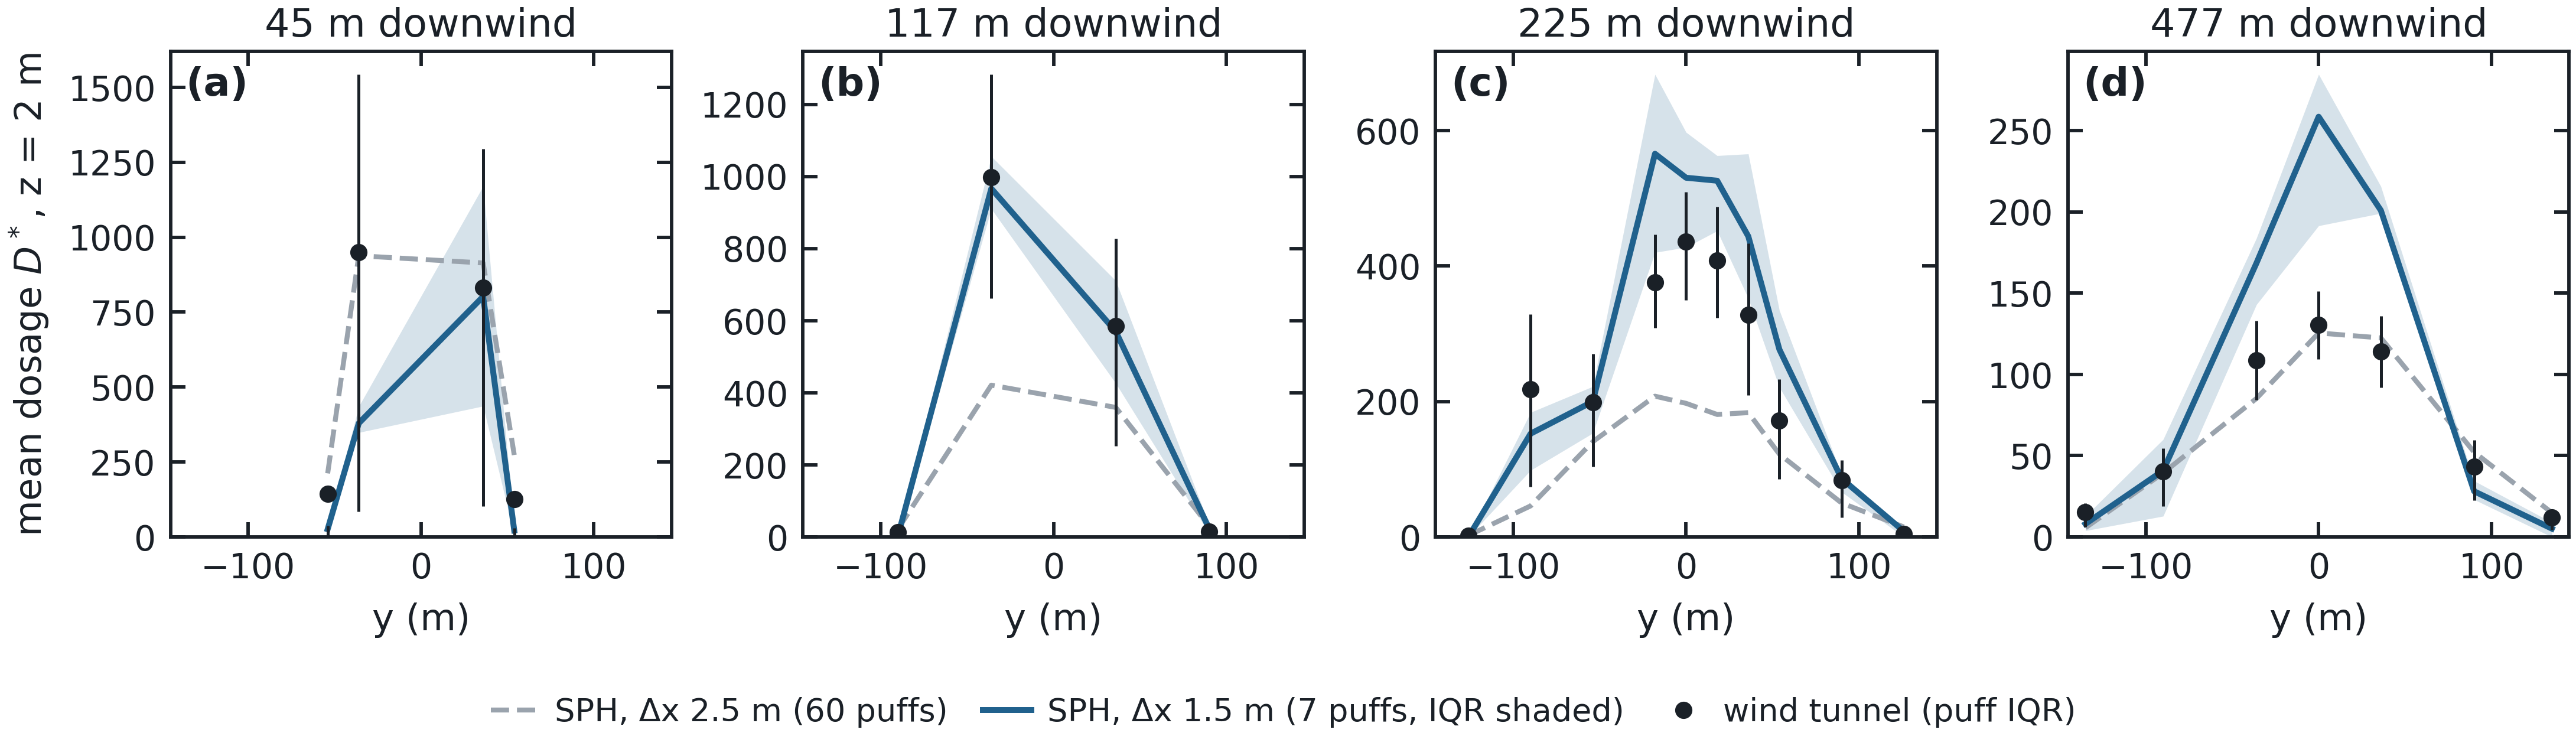 45 m downwind
117 m downwind
225 m downwind
477 m downwind
mean dosage D*, z = 2 m
(a)
1500
1250
1000
750
500
250
0
−100 0 100
y (m)
(b)
1200
1000
800
600
400
200
0
−100 0 100
y (m)
(c)
600
400
200
0
−100 0 100
y (m)
(d)
250
200
150
100
50
0
−100 0 100
y (m)
SPH, Δx 2.5 m (60 puffs)
SPH, Δx 1.5 m (7 puffs, IQR shaded)
wind tunnel (puff IQR)